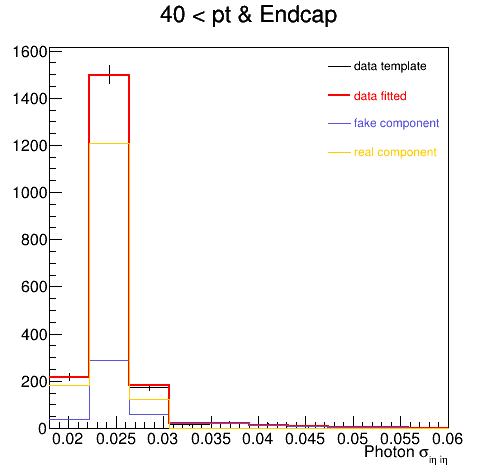 40 < pt & Endcap
1600
1400
1200
1000
800
600
400
200
0
data template
data fitted
fake component
real component
0.02 0.025 0.03 0.035 0.04 0.045 0.05 0.055 0.06
Photon σiη iη